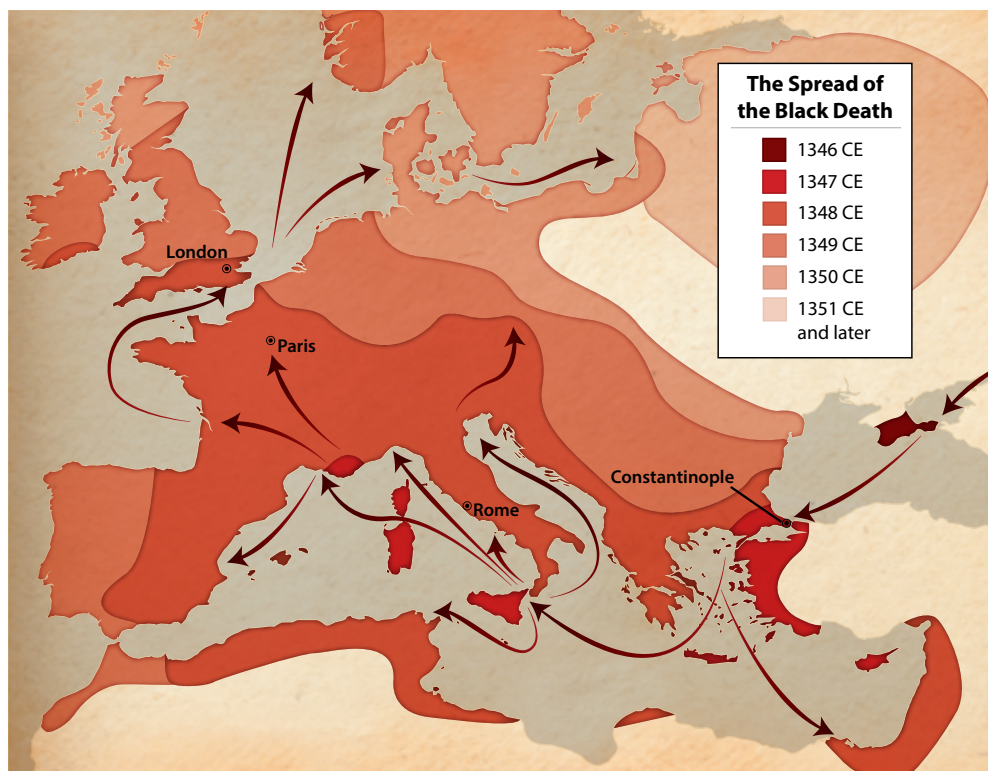 The Spread of
the Black Death
1346 CE
1347 CE
1348 CE
1349 CE
1350 CE
1351 CE
and later
London
Paris
Constantinople
Rome